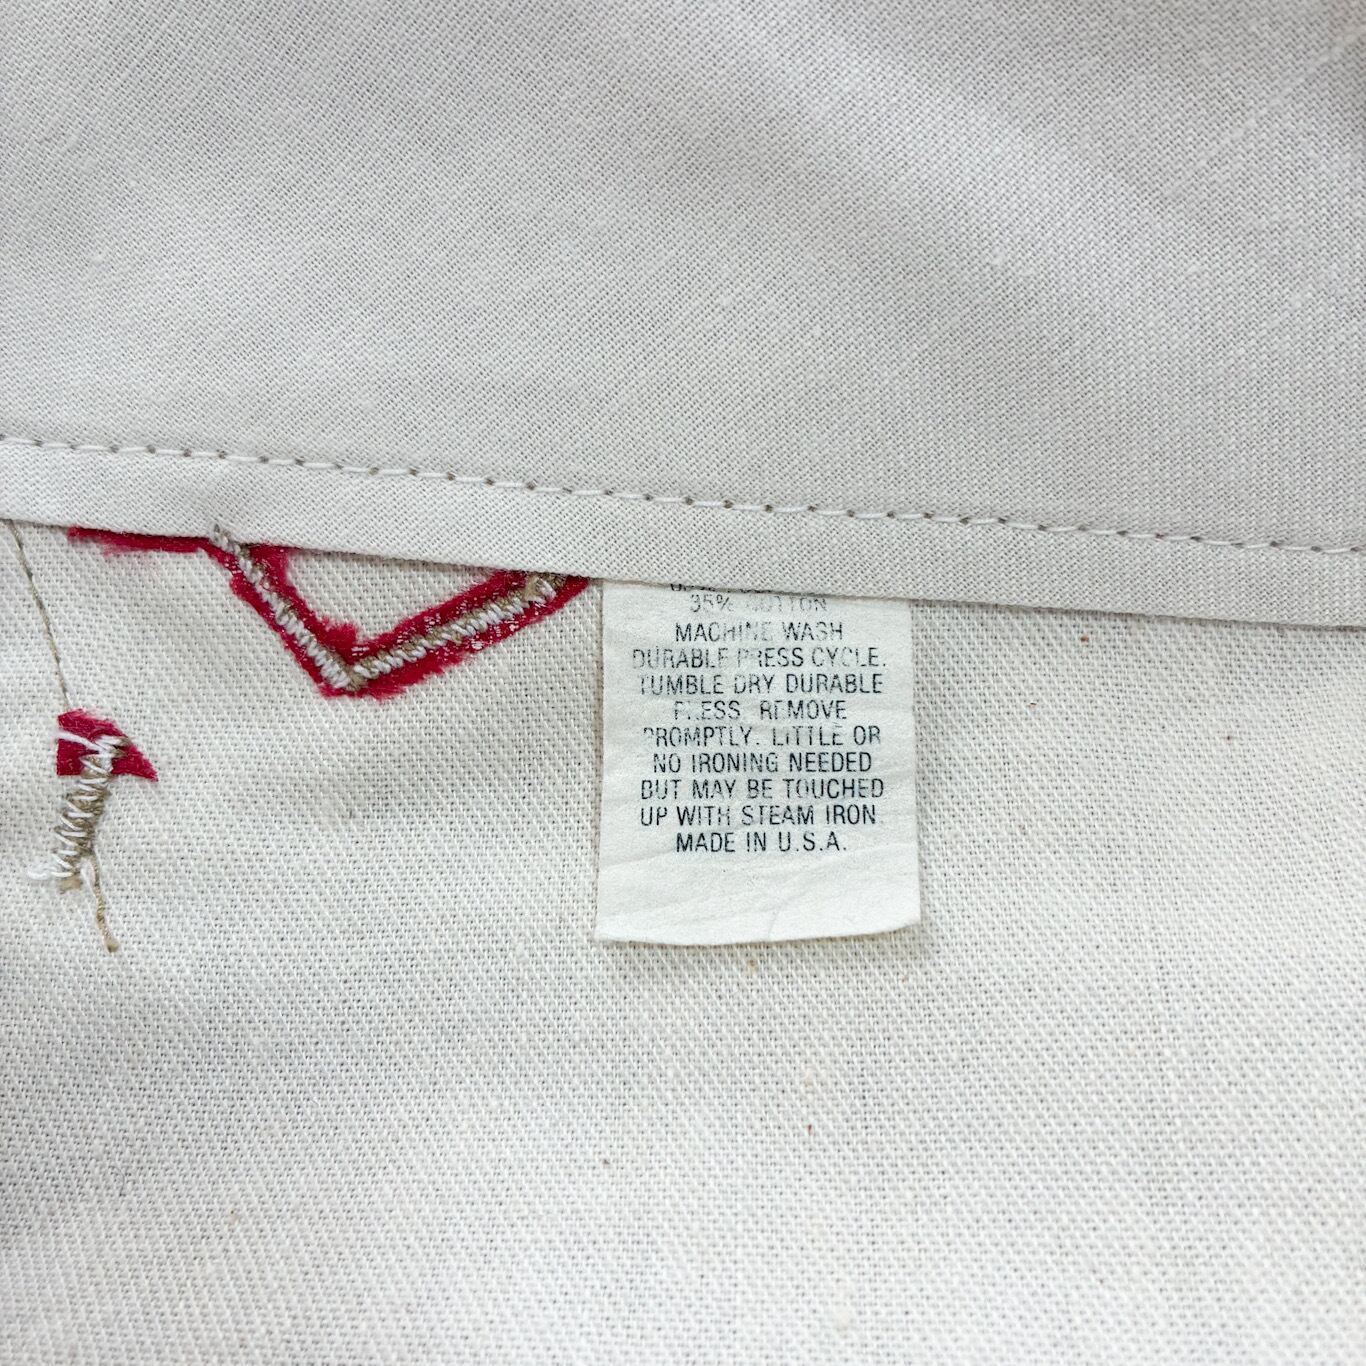 35% COTTON
MACHINE WASH
DURABLE PRESS CYCLE.
TUMBLE DRY DURABLE
PRESS. REMOVE
PROMPTLY. LITTLE OR
NO IRONING NEEDED
BUT MAY BE TOUCHED
UP WITH STEAM IRON
MADE IN U.S.A.